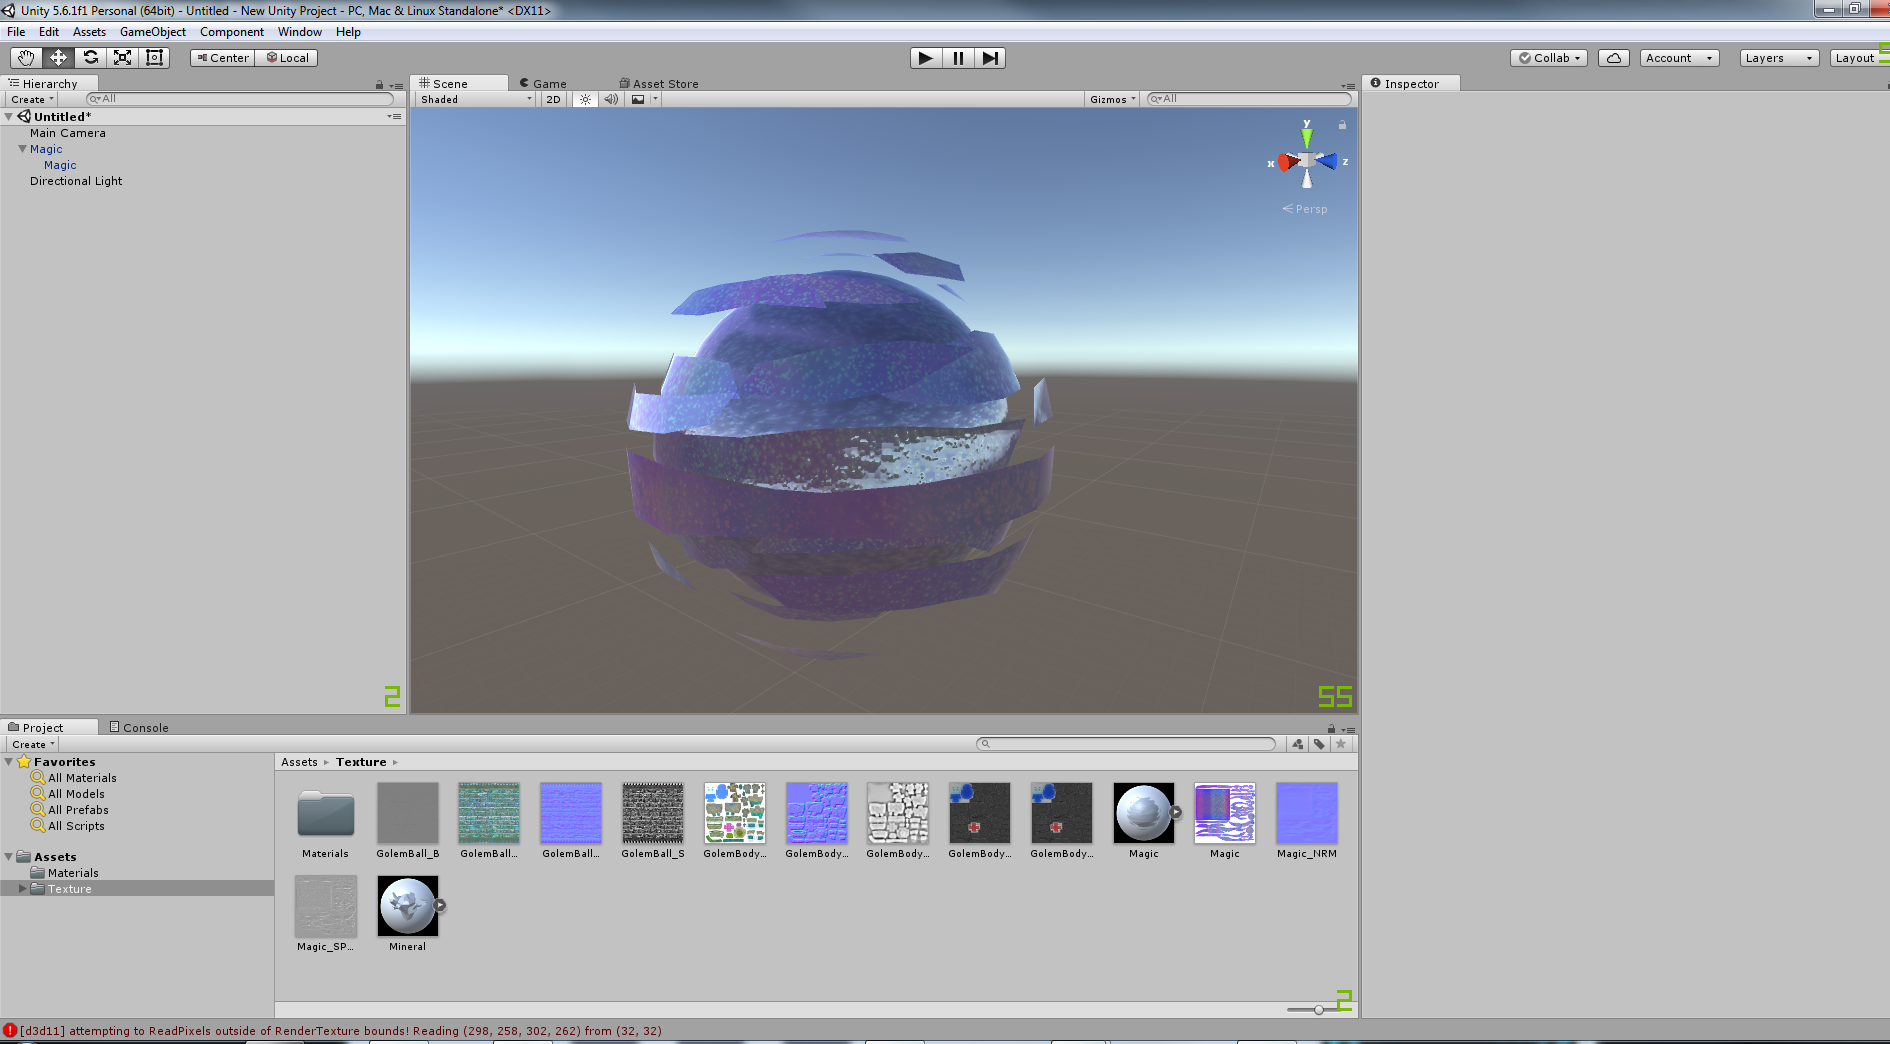 Unity 5.6.1f1 Personal (64bit) - Untitled - New Unity Project - PC, Mac & Linux Standalone* <DX11>
File Edit Assets GameObject Component Window Help
Center Local Collab Account Layers Layout
Hierarchy
Create All
Untitled*
Main Camera
Magic
Magic
Directional Light
2
Scene Game Asset Store
Shaded 2D Gizmos All
y
x z
Persp
55
Inspector
Project Console
Create
Favorites
All Materials
All Models
All Prefabs
All Scripts
Assets
Materials
Texture
Assets Texture
Materials GolemBall_B GolemBall... GolemBall... GolemBall_S GolemBody... GolemBody... GolemBody... GolemBody... GolemBody... Magic Magic Magic_NRM
Magic_SP... Mineral
2
[d3d11] attempting to ReadPixels outside of RenderTexture bounds! Reading (298, 258, 302, 262) from (32, 32)